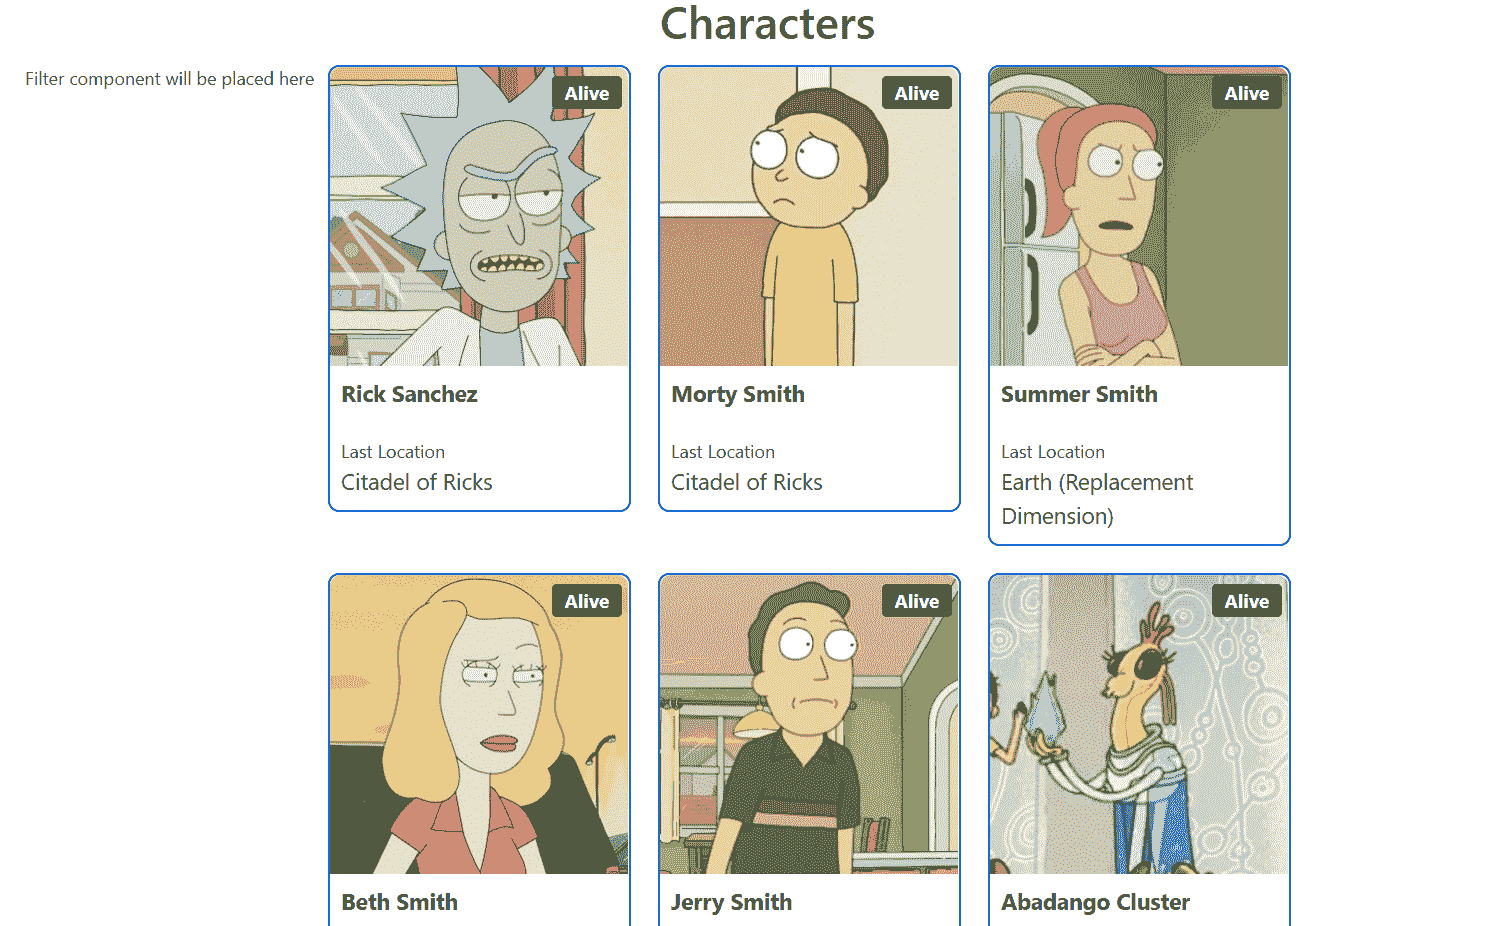 Characters
Filter component will be placed here
Alive
Alive
Alive
Rick Sanchez
Morty Smith
Summer Smith
Last Location
Last Location
Last Location
Citadel of Ricks
Citadel of Ricks
Earth (Replacement
Dimension)
Alive
Alive
Alive
Beth Smith
Jerry Smith
Abadango Cluster